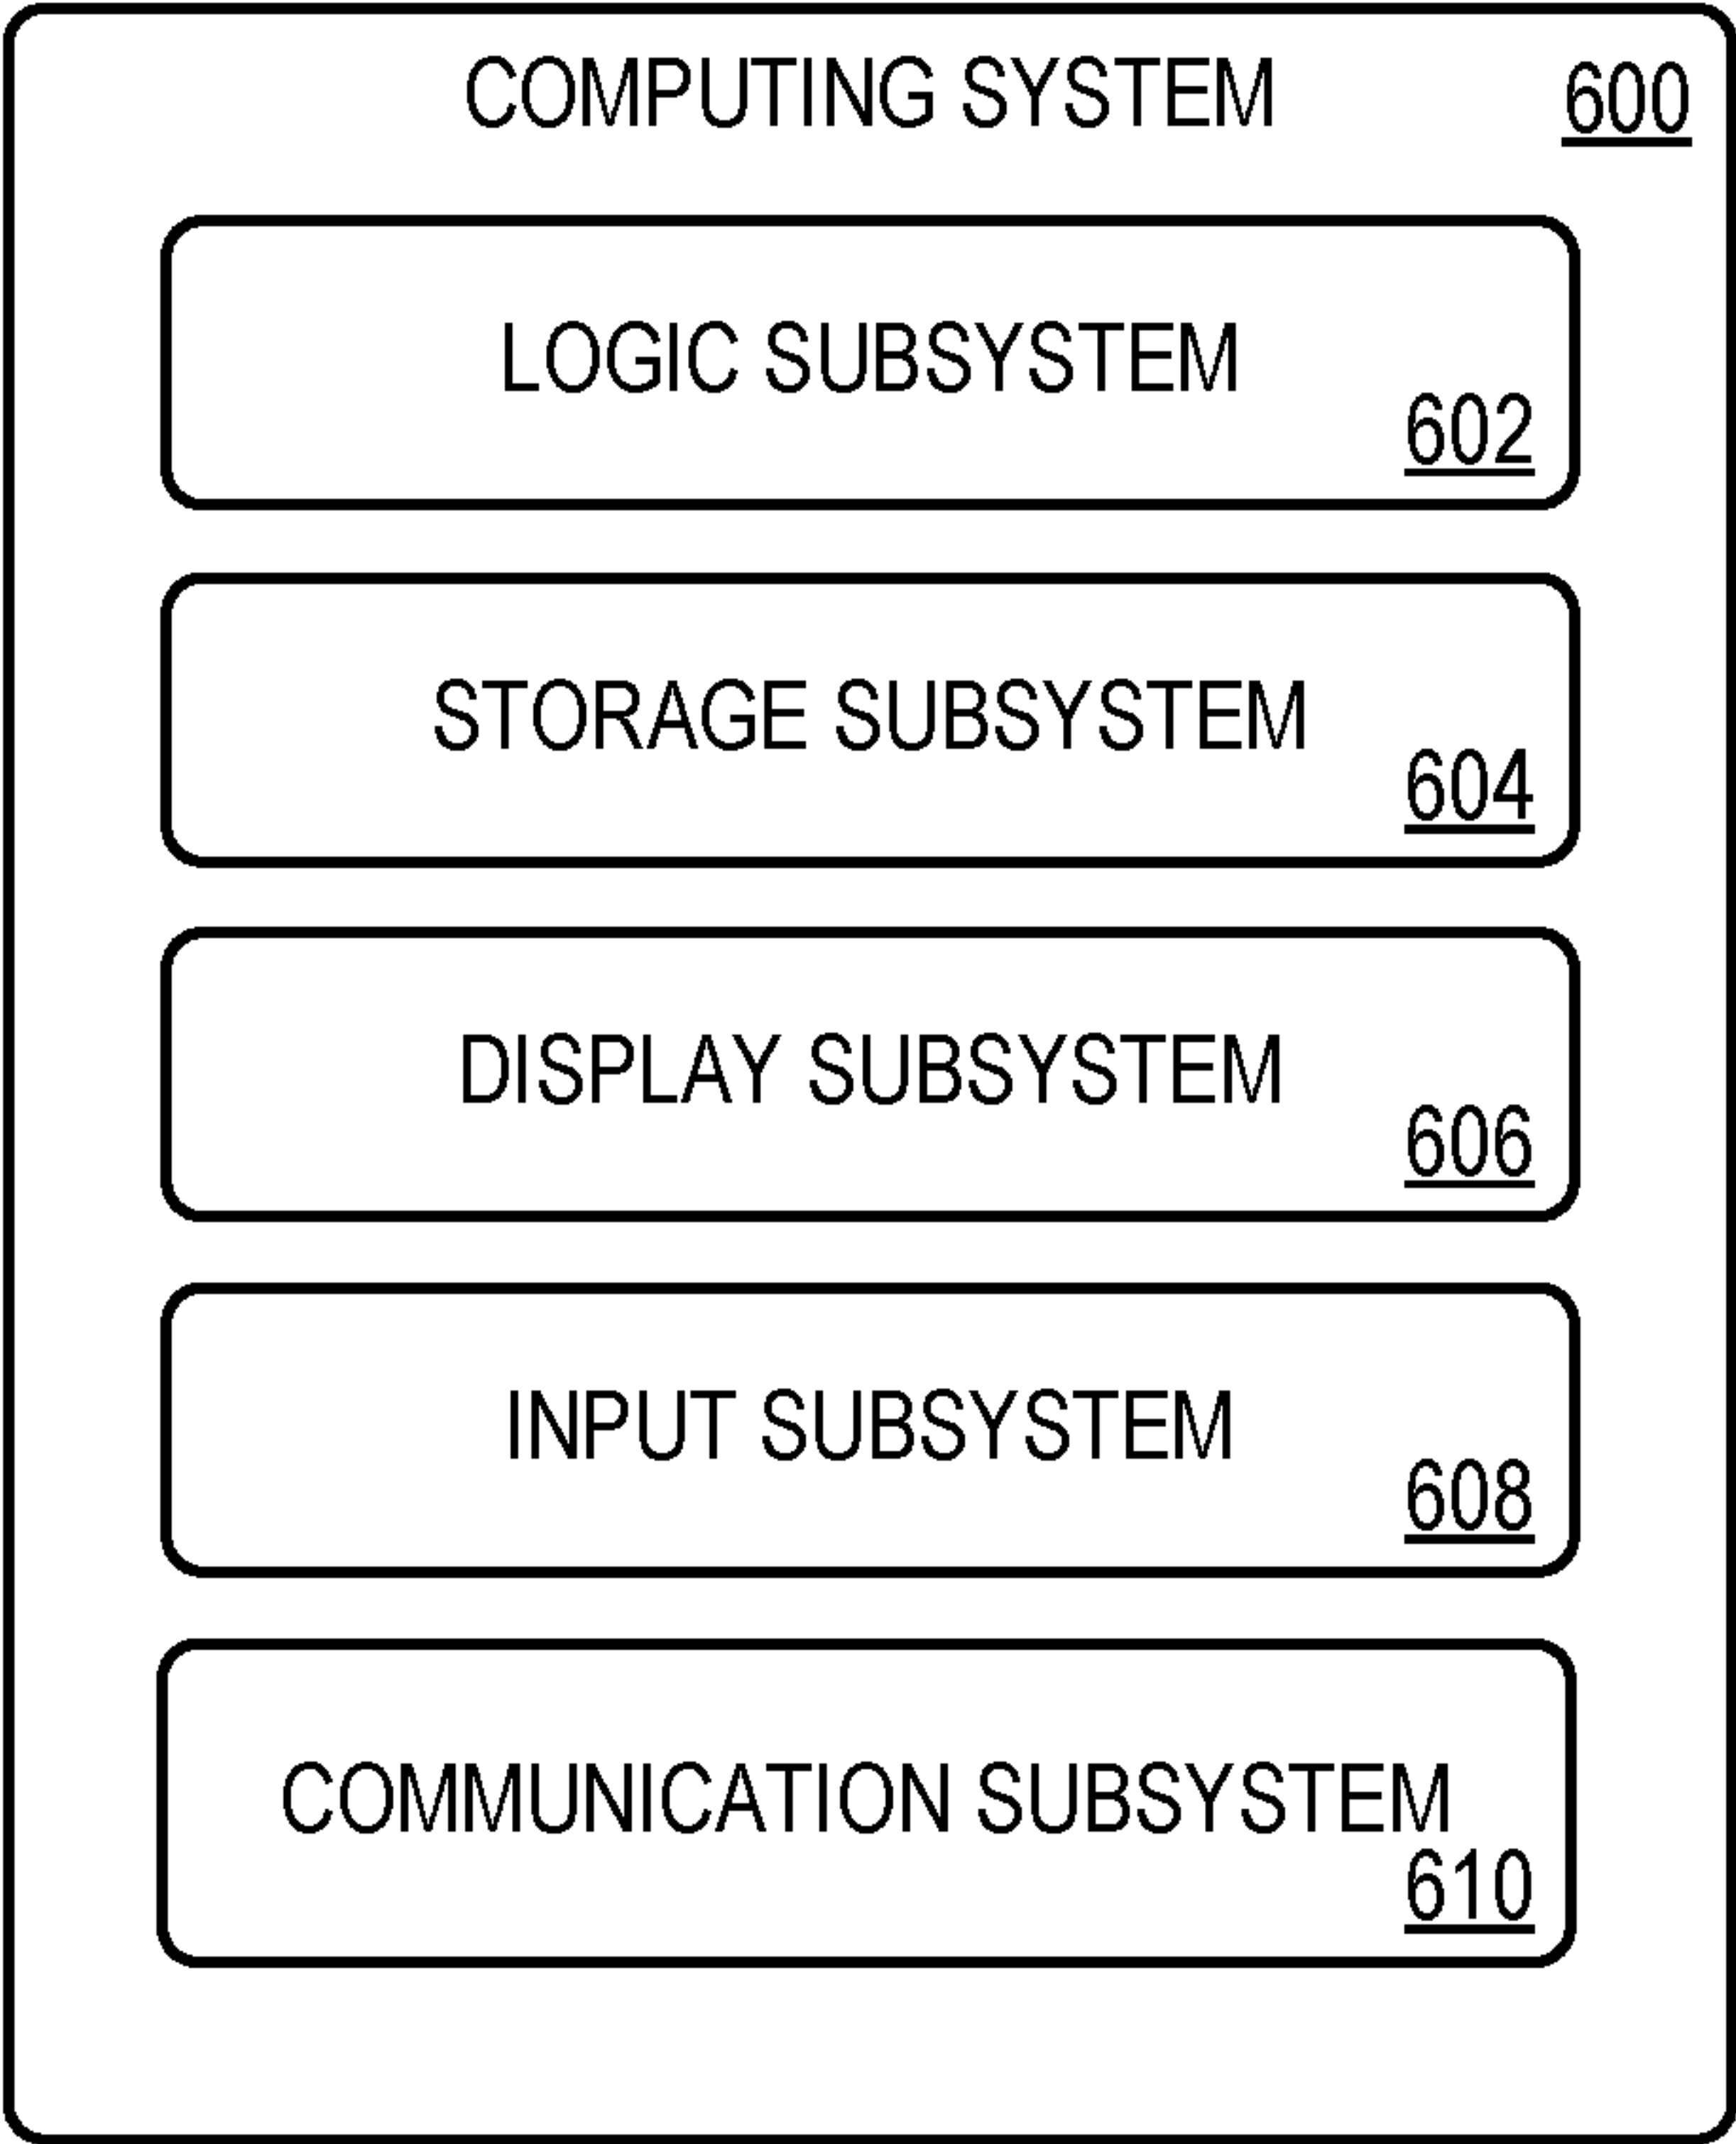 COMPUTING SYSTEM 600
LOGIC SUBSYSTEM
602
STORAGE SUBSYSTEM
604
DISPLAY SUBSYSTEM
606
INPUT SUBSYSTEM
608
COMMUNICATION SUBSYSTEM
610